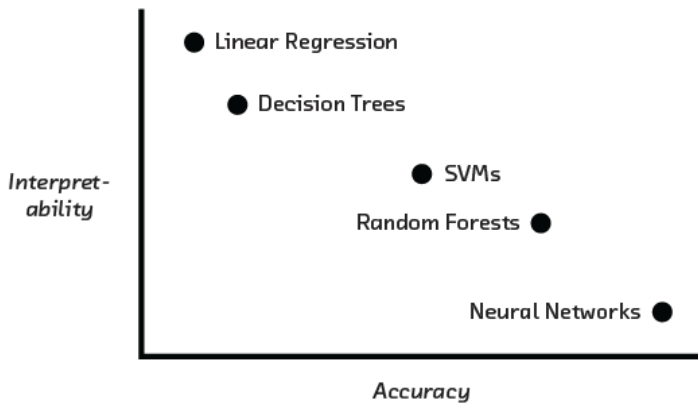 Linear Regression
Decision Trees
Interpret-
ability
SVMs
Random Forests
Neural Networks
Accuracy